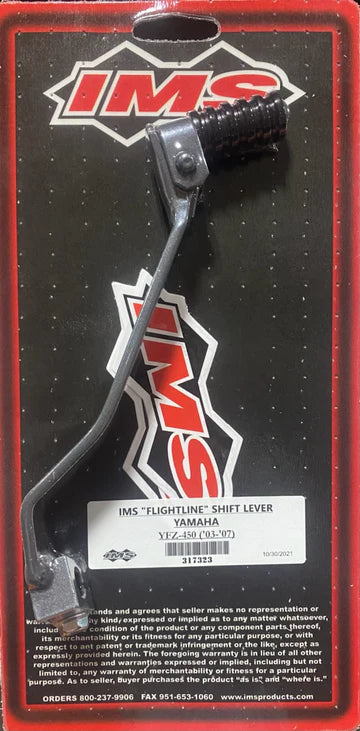 IMS
IMS
IMS "FLIGHTLINE" SHIFT LEVER
YAMAHA
YFZ-450 ('03-'07)
IMS
317323
10/30/2021
ands and agrees that seller makes no representation or
warr any kind, expressed or implied as to any matter whatsoever,
includ condition of the product or any component parts thereof,
its merchantability or its fitness for any particular purpose, or with
respect to ant patent or trademark infringement or the like, except as
expressly provided herein. The foregoing warranty is in lieu of all other
representations and warranties expressed or implied, including but not
limited to, any warranty of merchantability or fitness for a particular
purpose. As to seller, Buyer purchased the product "ds is" and "where is."
ORDERS 800-237-9906 FAX 951-653-1060 www.imsproducts.com